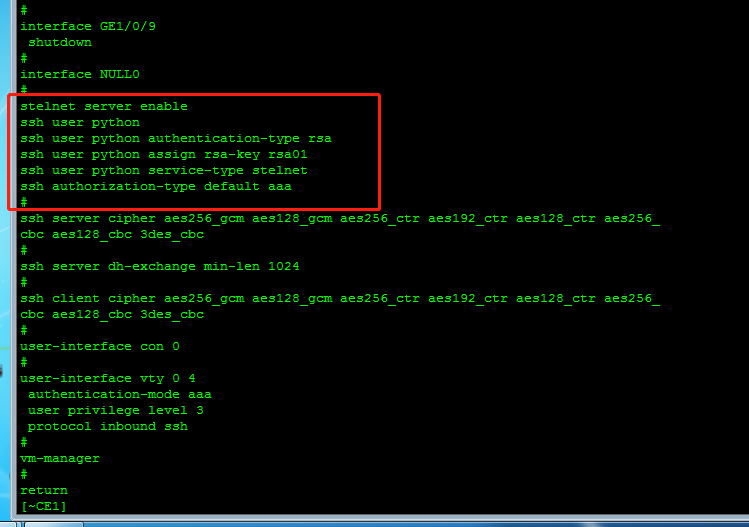 #
interface GE1/0/9
 shutdown
#
interface NULL0
#
stelnet server enable
ssh user python
ssh user python authentication-type rsa
ssh user python assign rsa-key rsa01
ssh user python service-type stelnet
ssh authorization-type default aaa
#
ssh server cipher aes256_gcm aes128_gcm aes256_ctr aes192_ctr aes128_ctr aes256_
cbc aes128_cbc 3des_cbc
#
ssh server dh-exchange min-len 1024
#
ssh client cipher aes256_gcm aes128_gcm aes256_ctr aes192_ctr aes128_ctr aes256_
cbc aes128_cbc 3des_cbc
#
user-interface con 0
#
user-interface vty 0 4
 authentication-mode aaa
 user privilege level 3
 protocol inbound ssh
#
vm-manager
#
return
[~CE1]